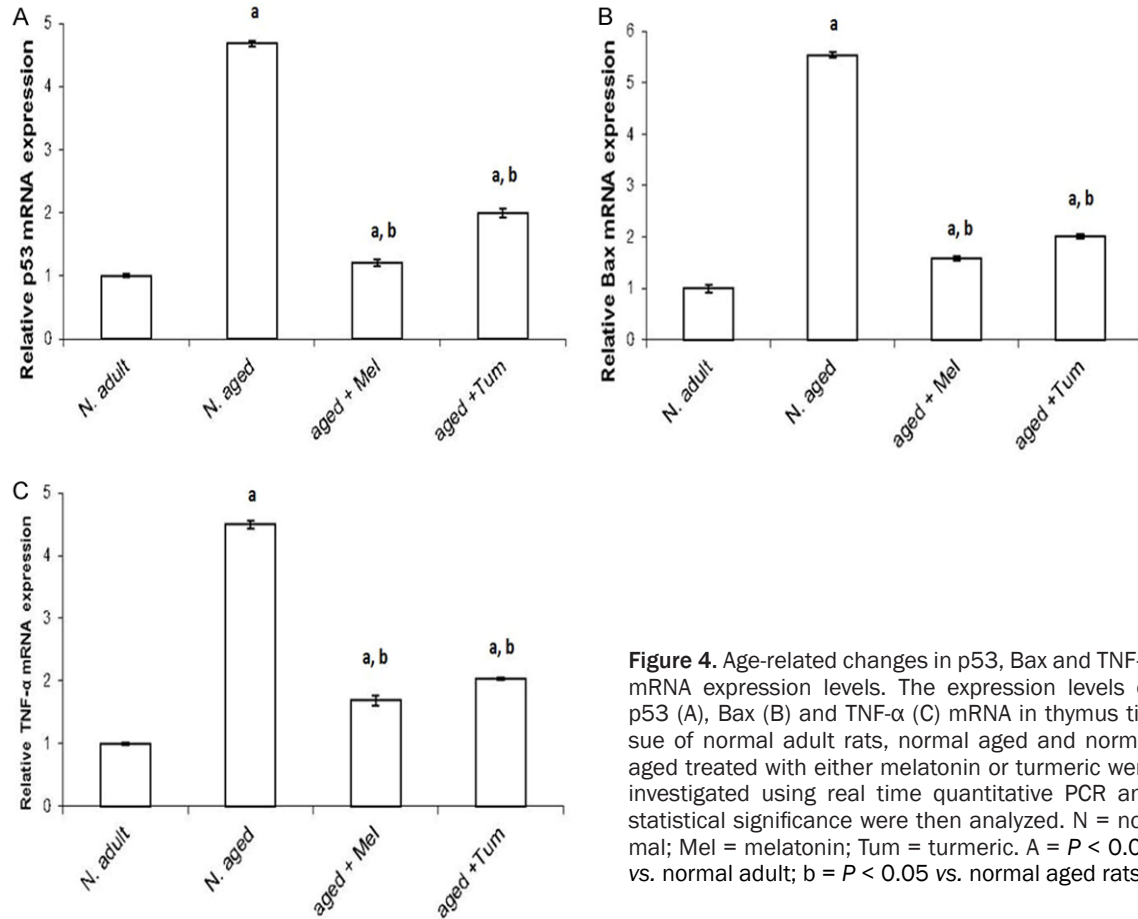 A
5
4
3
2
1
0
Relative p53 mRNA expression
a
a, b
a, b
N. adult
N. aged
aged + Mel
aged +Tum
B
6
5
4
3
2
1
0
Relative Bax mRNA expression
a
a, b
a, b
N. adult
N. aged
aged + Mel
aged +Tum
C
5
4
3
2
1
0
Relative TNF-α mRNA expression
a
a, b
a, b
N. adult
N. aged
aged + Mel
aged +Tum
Figure 4. Age-related changes in p53, Bax and TNF-
mRNA expression levels. The expression levels
p53 (A), Bax (B) and TNF-α (C) mRNA in thymus ti
sue of normal adult rats, normal aged and norm
aged treated with either melatonin or turmeric wer
investigated using real time quantitative PCR an
statistical significance were then analyzed. N = no
mal; Mel = melatonin; Tum = turmeric. A = P < 0.0
vs. normal adult; b = P < 0.05 vs. normal aged rats